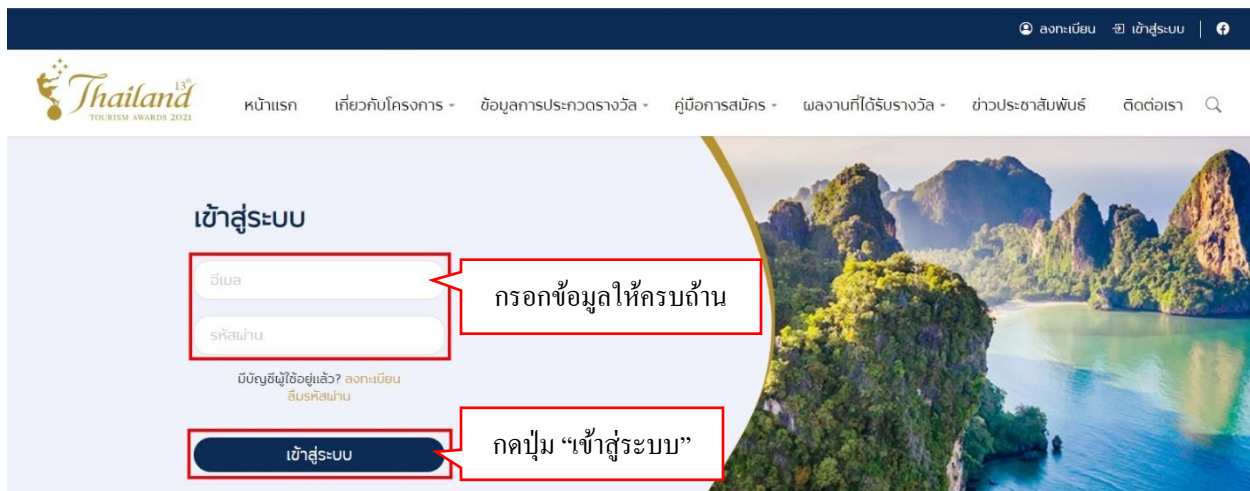 ลงทะเบียน เข้าสู่ระบบ
Thailand 13th
TOURISM AWARDS 2021
หน้าแรก เกี่ยวกับโครงการ ข้อมูลการประกวดรางวัล คู่มือการสมัคร ผลงานที่ได้รับรางวัล ข่าวประชาสัมพันธ์ ติดต่อเรา
เข้าสู่ระบบ
อีเมล
กรอกข้อมูลให้ครบถ้าน
รหัสผ่าน
มีบัญชีผู้ใช้อยู่แล้ว? ลงทะเบียน
ลืมรหัสผ่าน
เข้าสู่ระบบ
กดปุ่ม “เข้าสู่ระบบ”